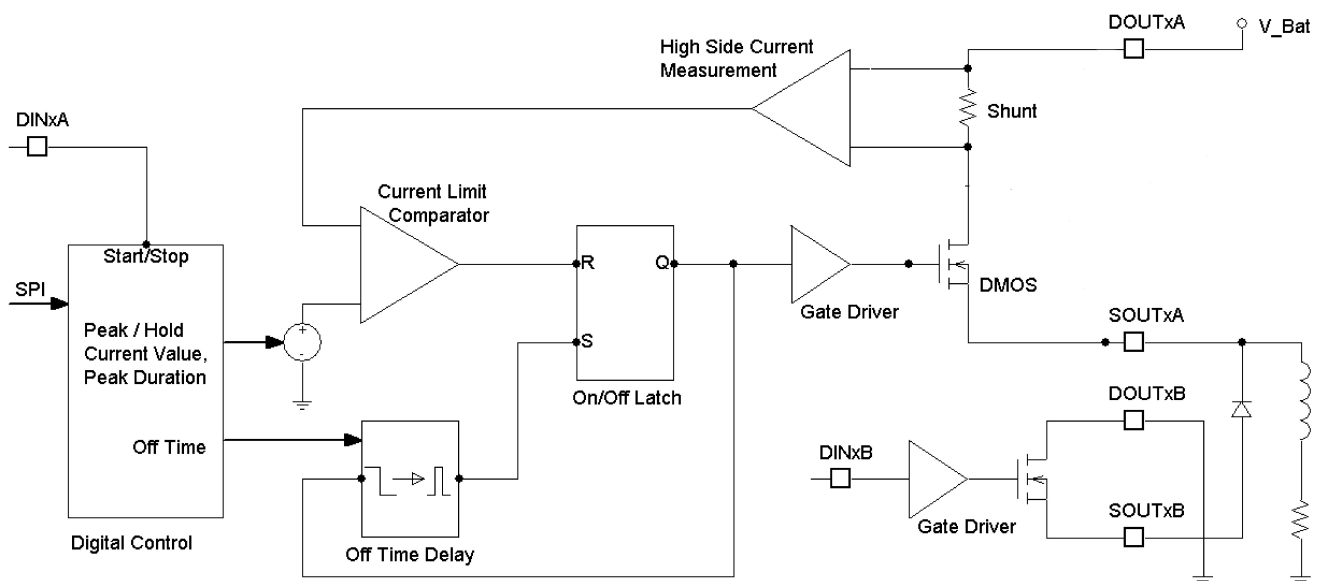 DOUTxA
V_Bat
High Side Current
Measurement
Shunt
DINxA
Current Limit
Comparator
Start/Stop
R
Q
DMOS
SPI
Gate Driver
SOUTxA
Peak / Hold
Current Value,
Peak Duration
+
-
S
On/Off Latch
DOUTxB
Off Time
DINxB
Gate Driver
SOUTxB
Digital Control
Off Time Delay